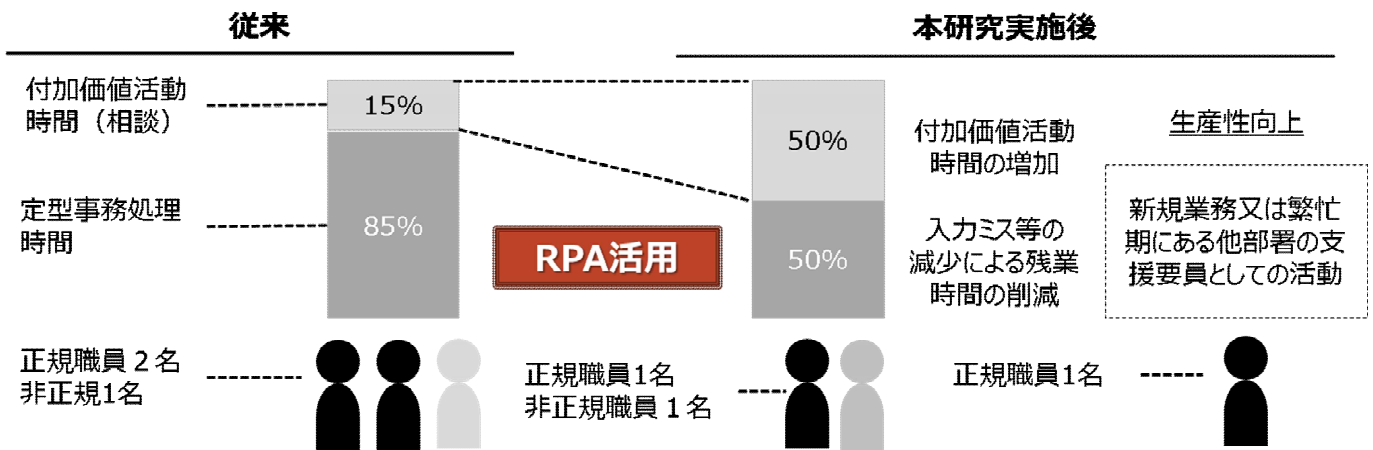 従来
本研究実施後
付加価値活動
時間（相談）
15%
定型事務処理
時間
85%
RPA活用
50%
付加価値活動
時間の増加
50%
入力ミス等の
減少による残業
時間の削減
生産性向上
新規業務又は繁忙
期にある他部署の支
援要員としての活動
正規職員２名
非正規1名
正規職員1名
非正規職員１名
正規職員1名